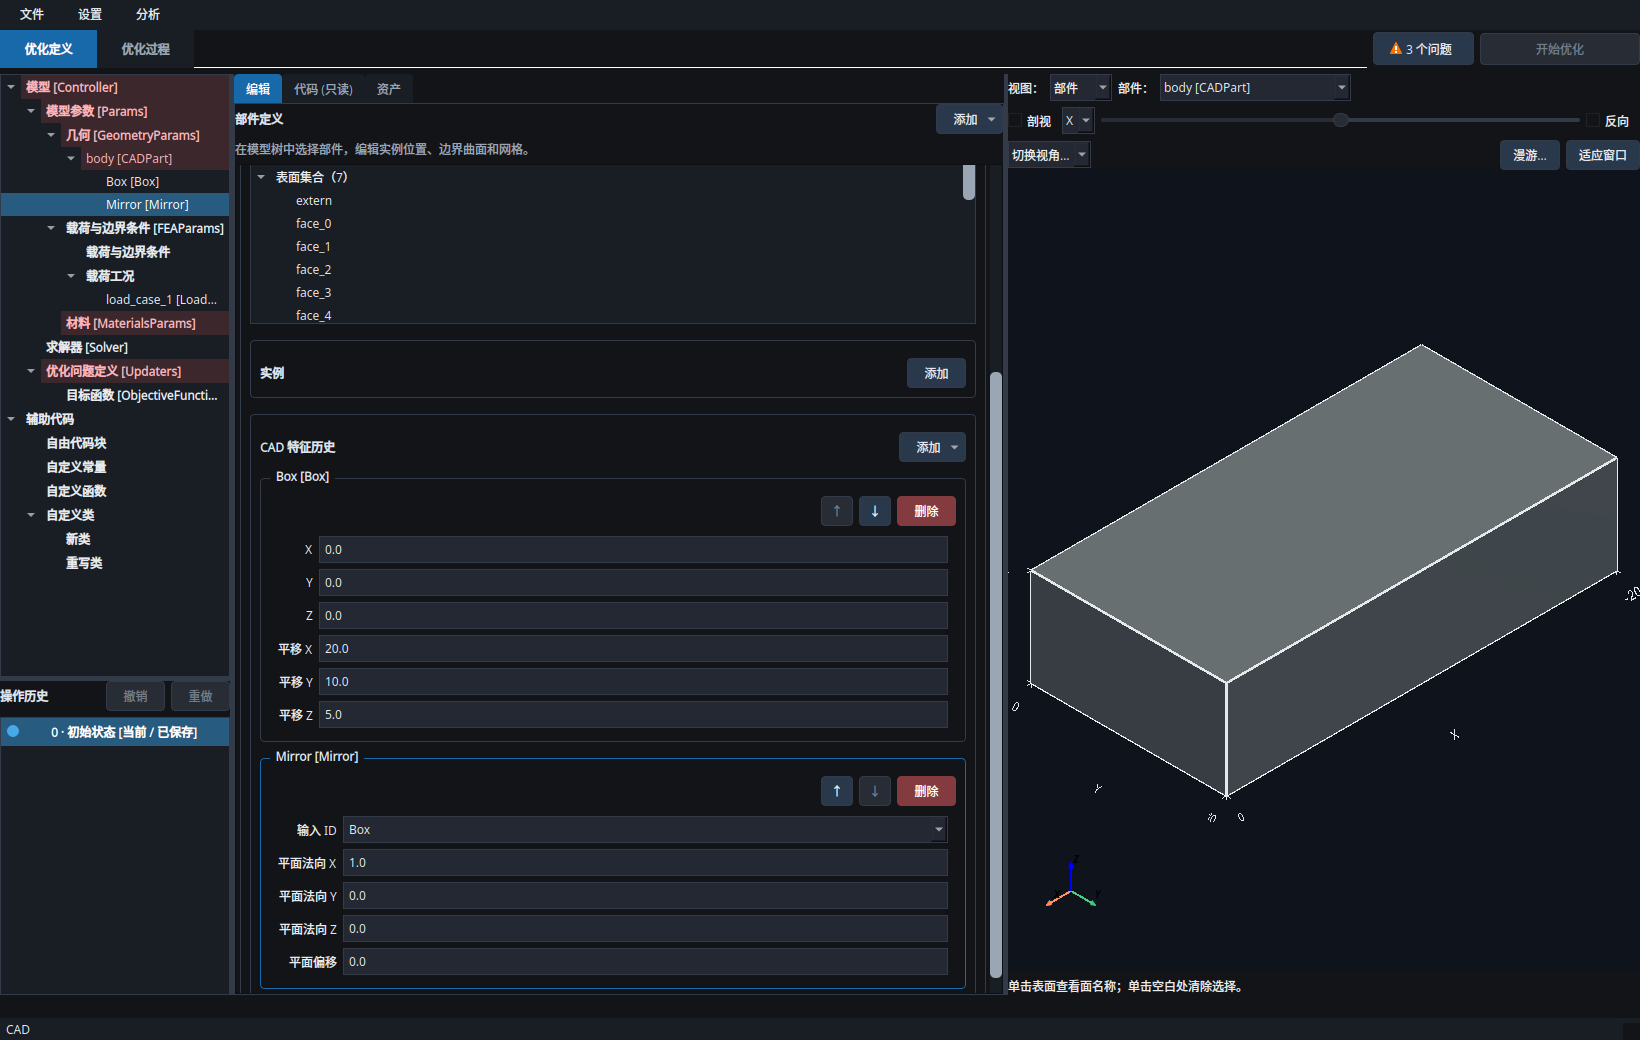 文件 设置 分析
优化定义 优化过程 3 个问题 开始优化
模型 [Controller]
模型参数 [Params]
几何 [GeometryParams]
body [CADPart]
Box [Box]
Mirror [Mirror]
载荷与边界条件 [FEAParams]
载荷与边界条件
载荷工况
load_case_1 [Load...
材料 [MaterialsParams]
求解器 [Solver]
优化问题定义 [Updaters]
目标函数 [ObjectiveFuncti...
辅助代码
自由代码块
自定义常量
自定义函数
自定义类
新类
重写类
操作历史 撤销 重做
0 · 初始状态 [当前 / 已保存]
编辑 代码 (只读) 资产
部件定义 添加
在模型树中选择部件，编辑实例位置、边界曲面和网格。
表面集合（7）
extern
face_0
face_1
face_2
face_3
face_4
实例 添加
CAD 特征历史 添加
Box [Box]
↑ ↓ 删除
X 0.0
Y 0.0
Z 0.0
平移 X 20.0
平移 Y 10.0
平移 Z 5.0
Mirror [Mirror]
↑ ↓ 删除
输入 ID Box
平面法向 X 1.0
平面法向 Y 0.0
平面法向 Z 0.0
平面偏移 0.0
视图： 部件 部件： body [CADPart]
剖视 X 反向
切换视角... 漫游... 适应窗口
-20
0
X
Y
5 0
Z
Y
单击表面查看面名称；单击空白处清除选择。
CAD